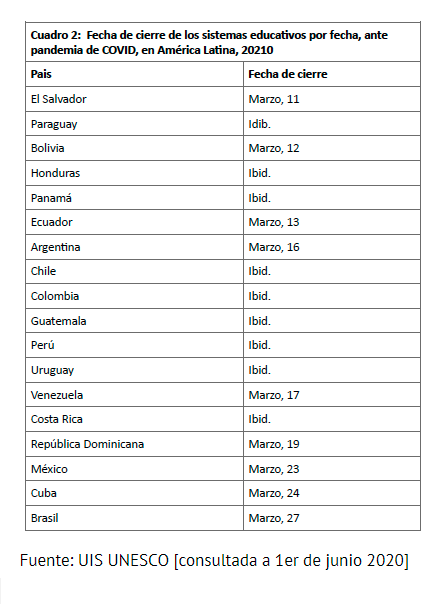 Cuadro 2: Fecha de cierre de los sistemas educativos por fecha, ante
pandemia de COVID, en América Latina, 20210
Pais Fecha de cierre
El Salvador Marzo, 11
Paraguay Idib.
Bolivia Marzo, 12
Honduras Ibid.
Panamá Ibid.
Ecuador Marzo, 13
Argentina Marzo, 16
Chile Ibid.
Colombia Ibid.
Guatemala Ibid.
Perú Ibid.
Uruguay Ibid.
Venezuela Marzo, 17
Costa Rica Ibid.
República Dominicana Marzo, 19
México Marzo, 23
Cuba Marzo, 24
Brasil Marzo, 27
Fuente: UIS UNESCO [consultada a 1er de junio 2020]